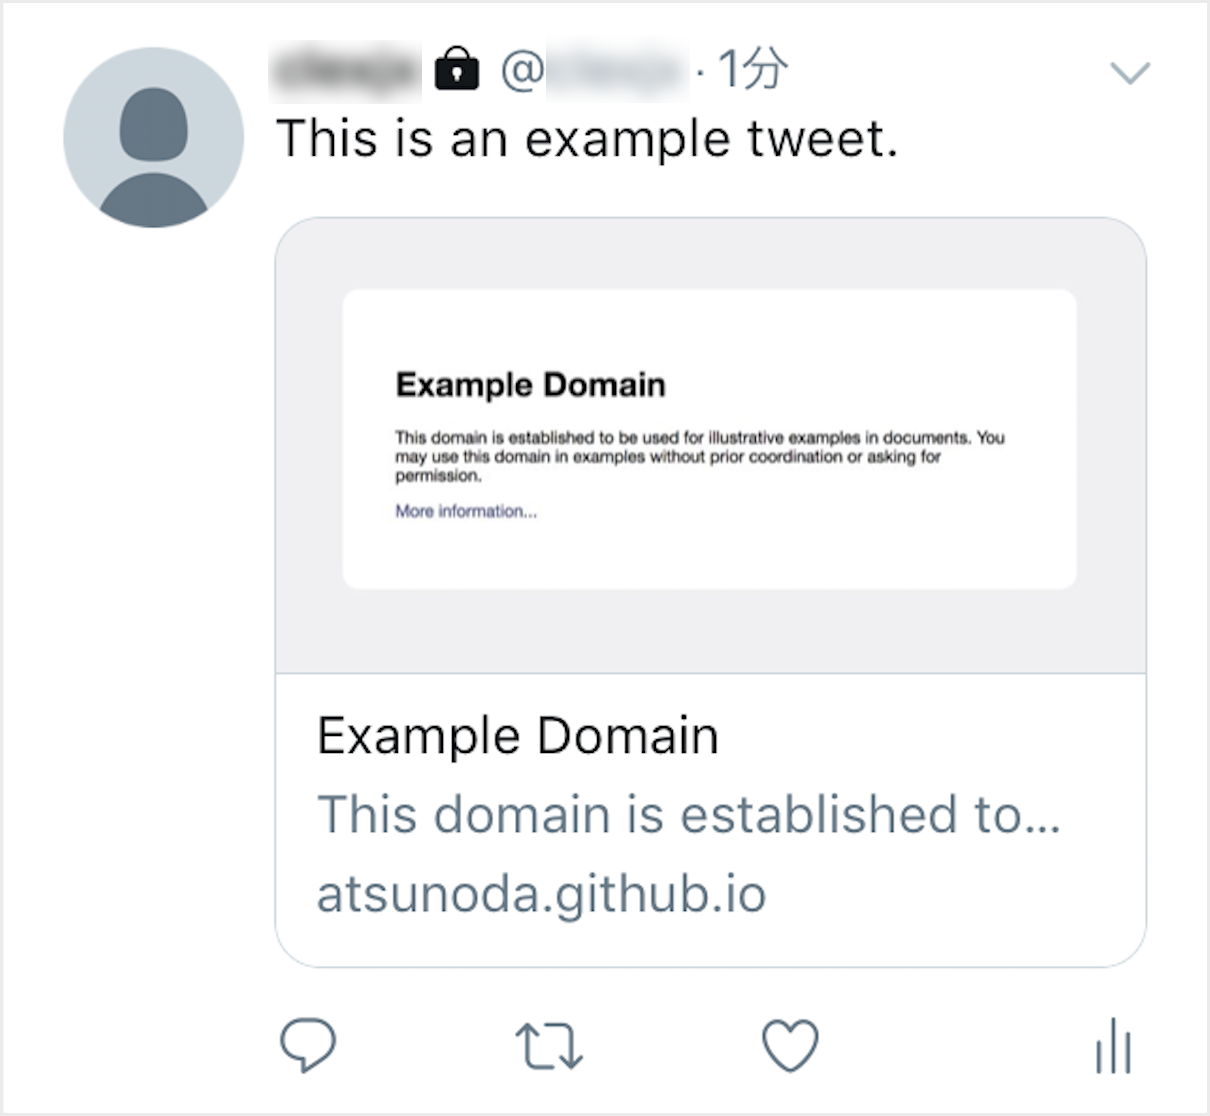 @ · 1分
This is an example tweet.
Example Domain
This domain is established to be used for illustrative examples in documents. You
may use this domain in examples without prior coordination or asking for
permission.
More information...
Example Domain
This domain is established to...
atsunoda.github.io